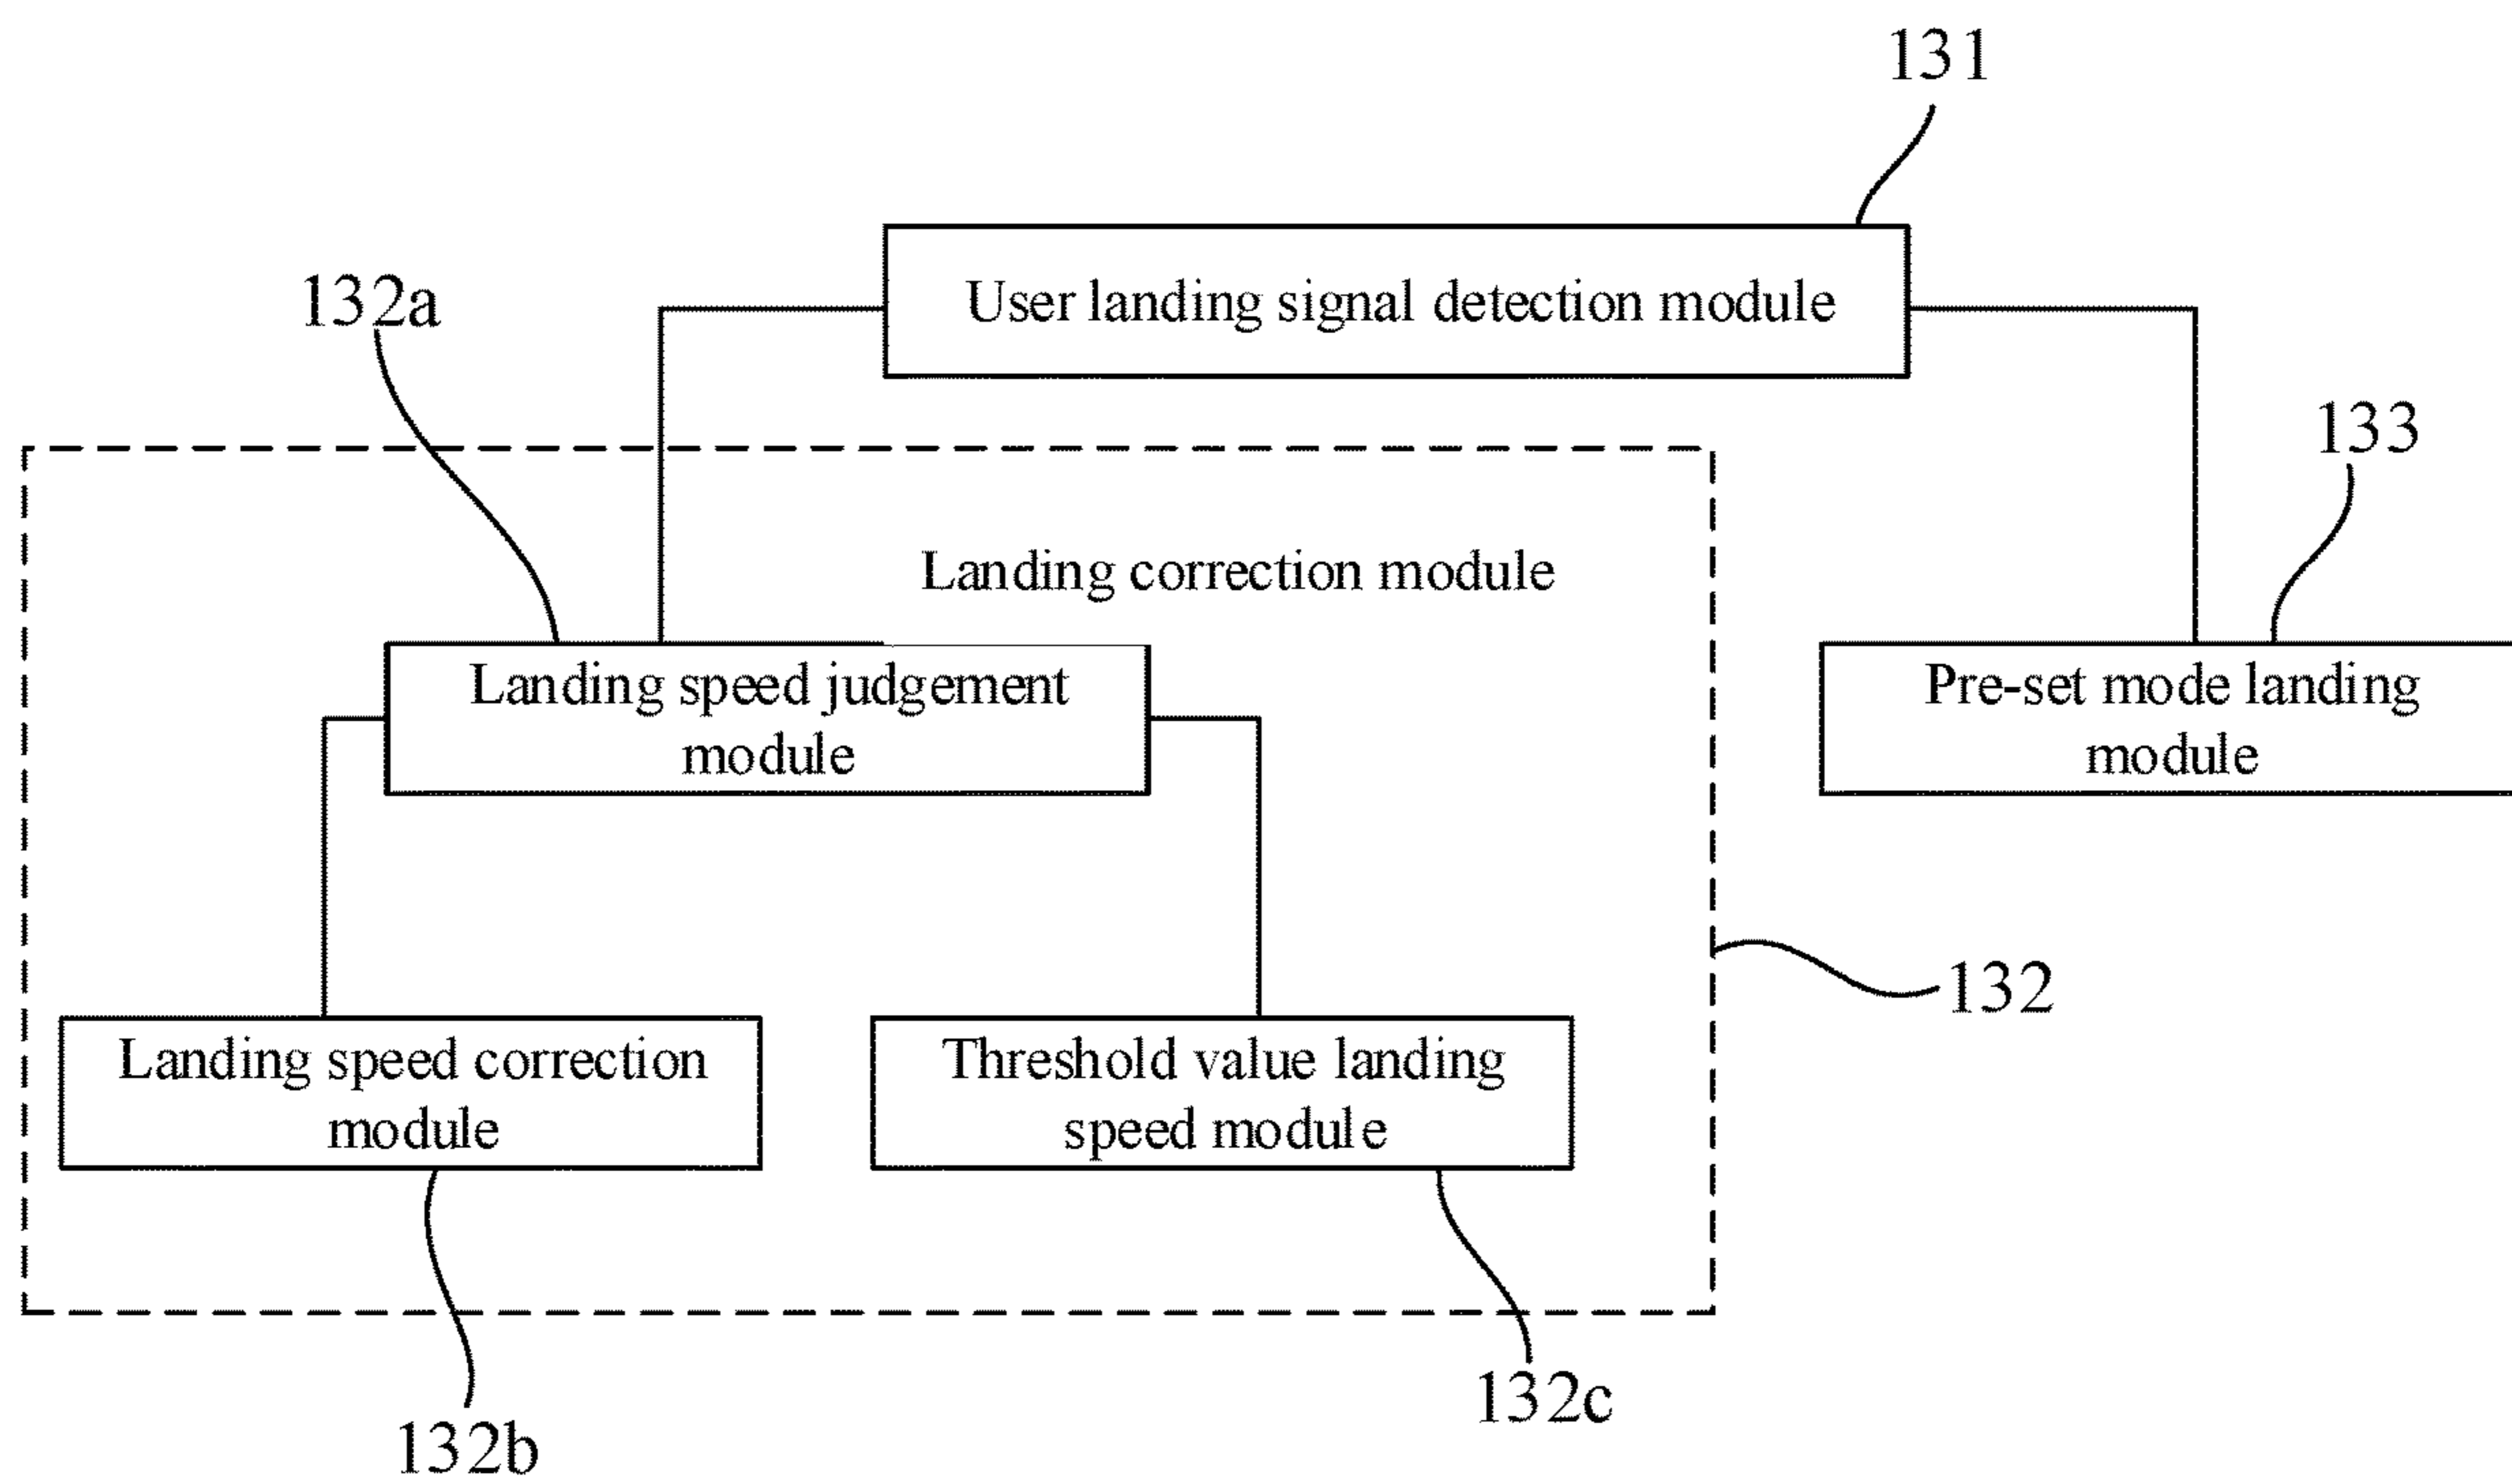 131
User landing signal detection module
132a
133
Landing correction module
Landing speed judgement
module
Pre-set mode landing
module
132
Landing speed correction
module
Threshold value landing
speed module
132c
132b